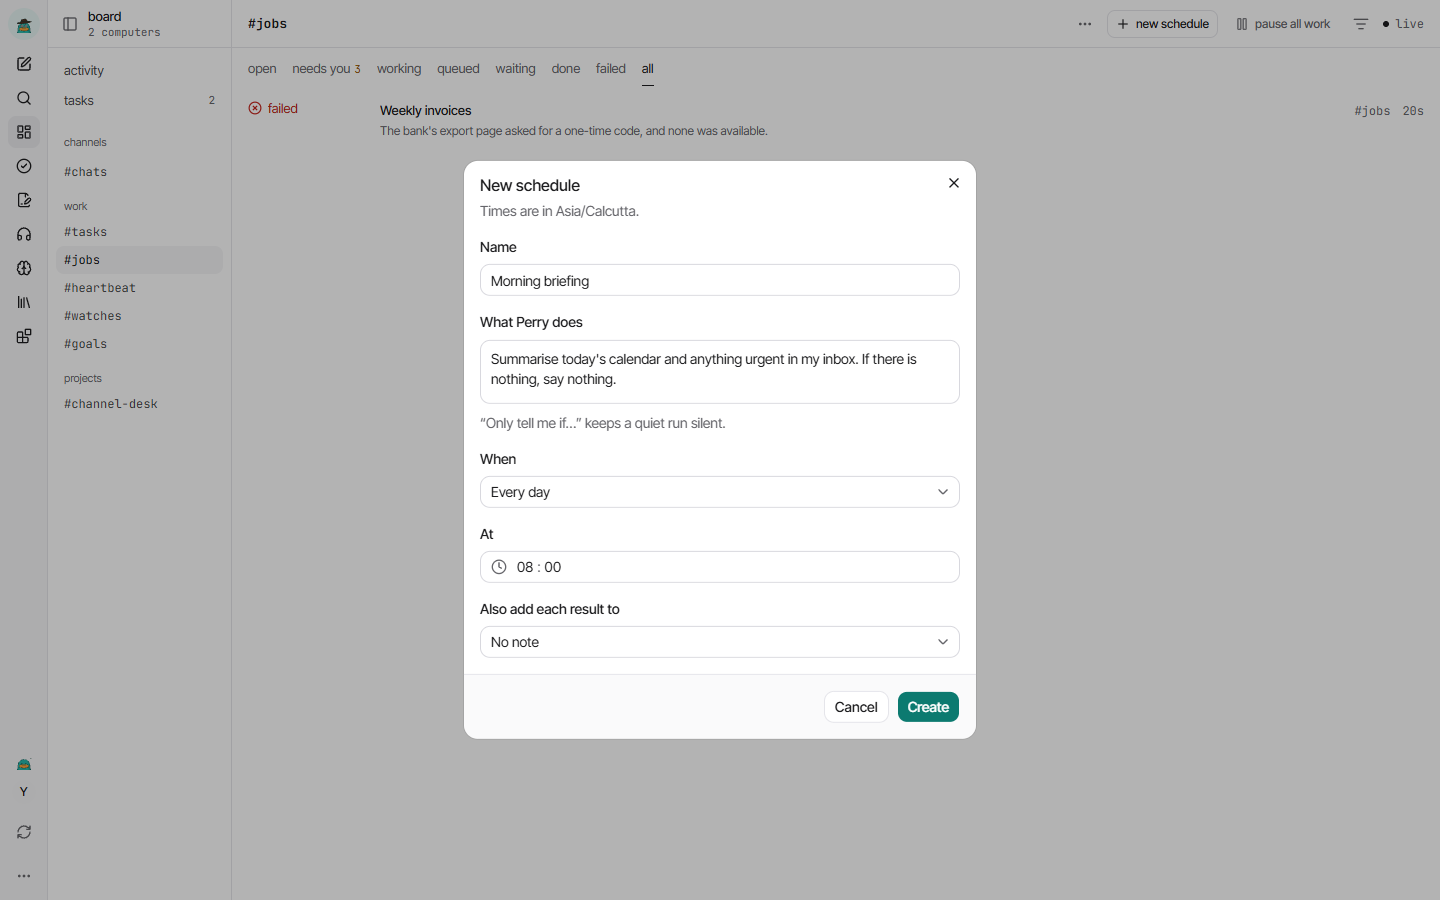 board
2 computers
#jobs
new schedule
pause all work
live
activity
tasks 2
channels
#chats
work
#tasks
#jobs
#heartbeat
#watches
#goals
projects
#channel-desk
Y
open needs you 3 working queued waiting done failed all
failed
Weekly invoices
#jobs 20s
The bank's export page asked for a one-time code, and none was available.
New schedule
Times are in Asia/Calcutta.
Name
Morning briefing
What Perry does
Summarise today's calendar and anything urgent in my inbox. If there is
nothing, say nothing.
“Only tell me if…” keeps a quiet run silent.
When
Every day
At
08 : 00
Also add each result to
No note
Cancel
Create